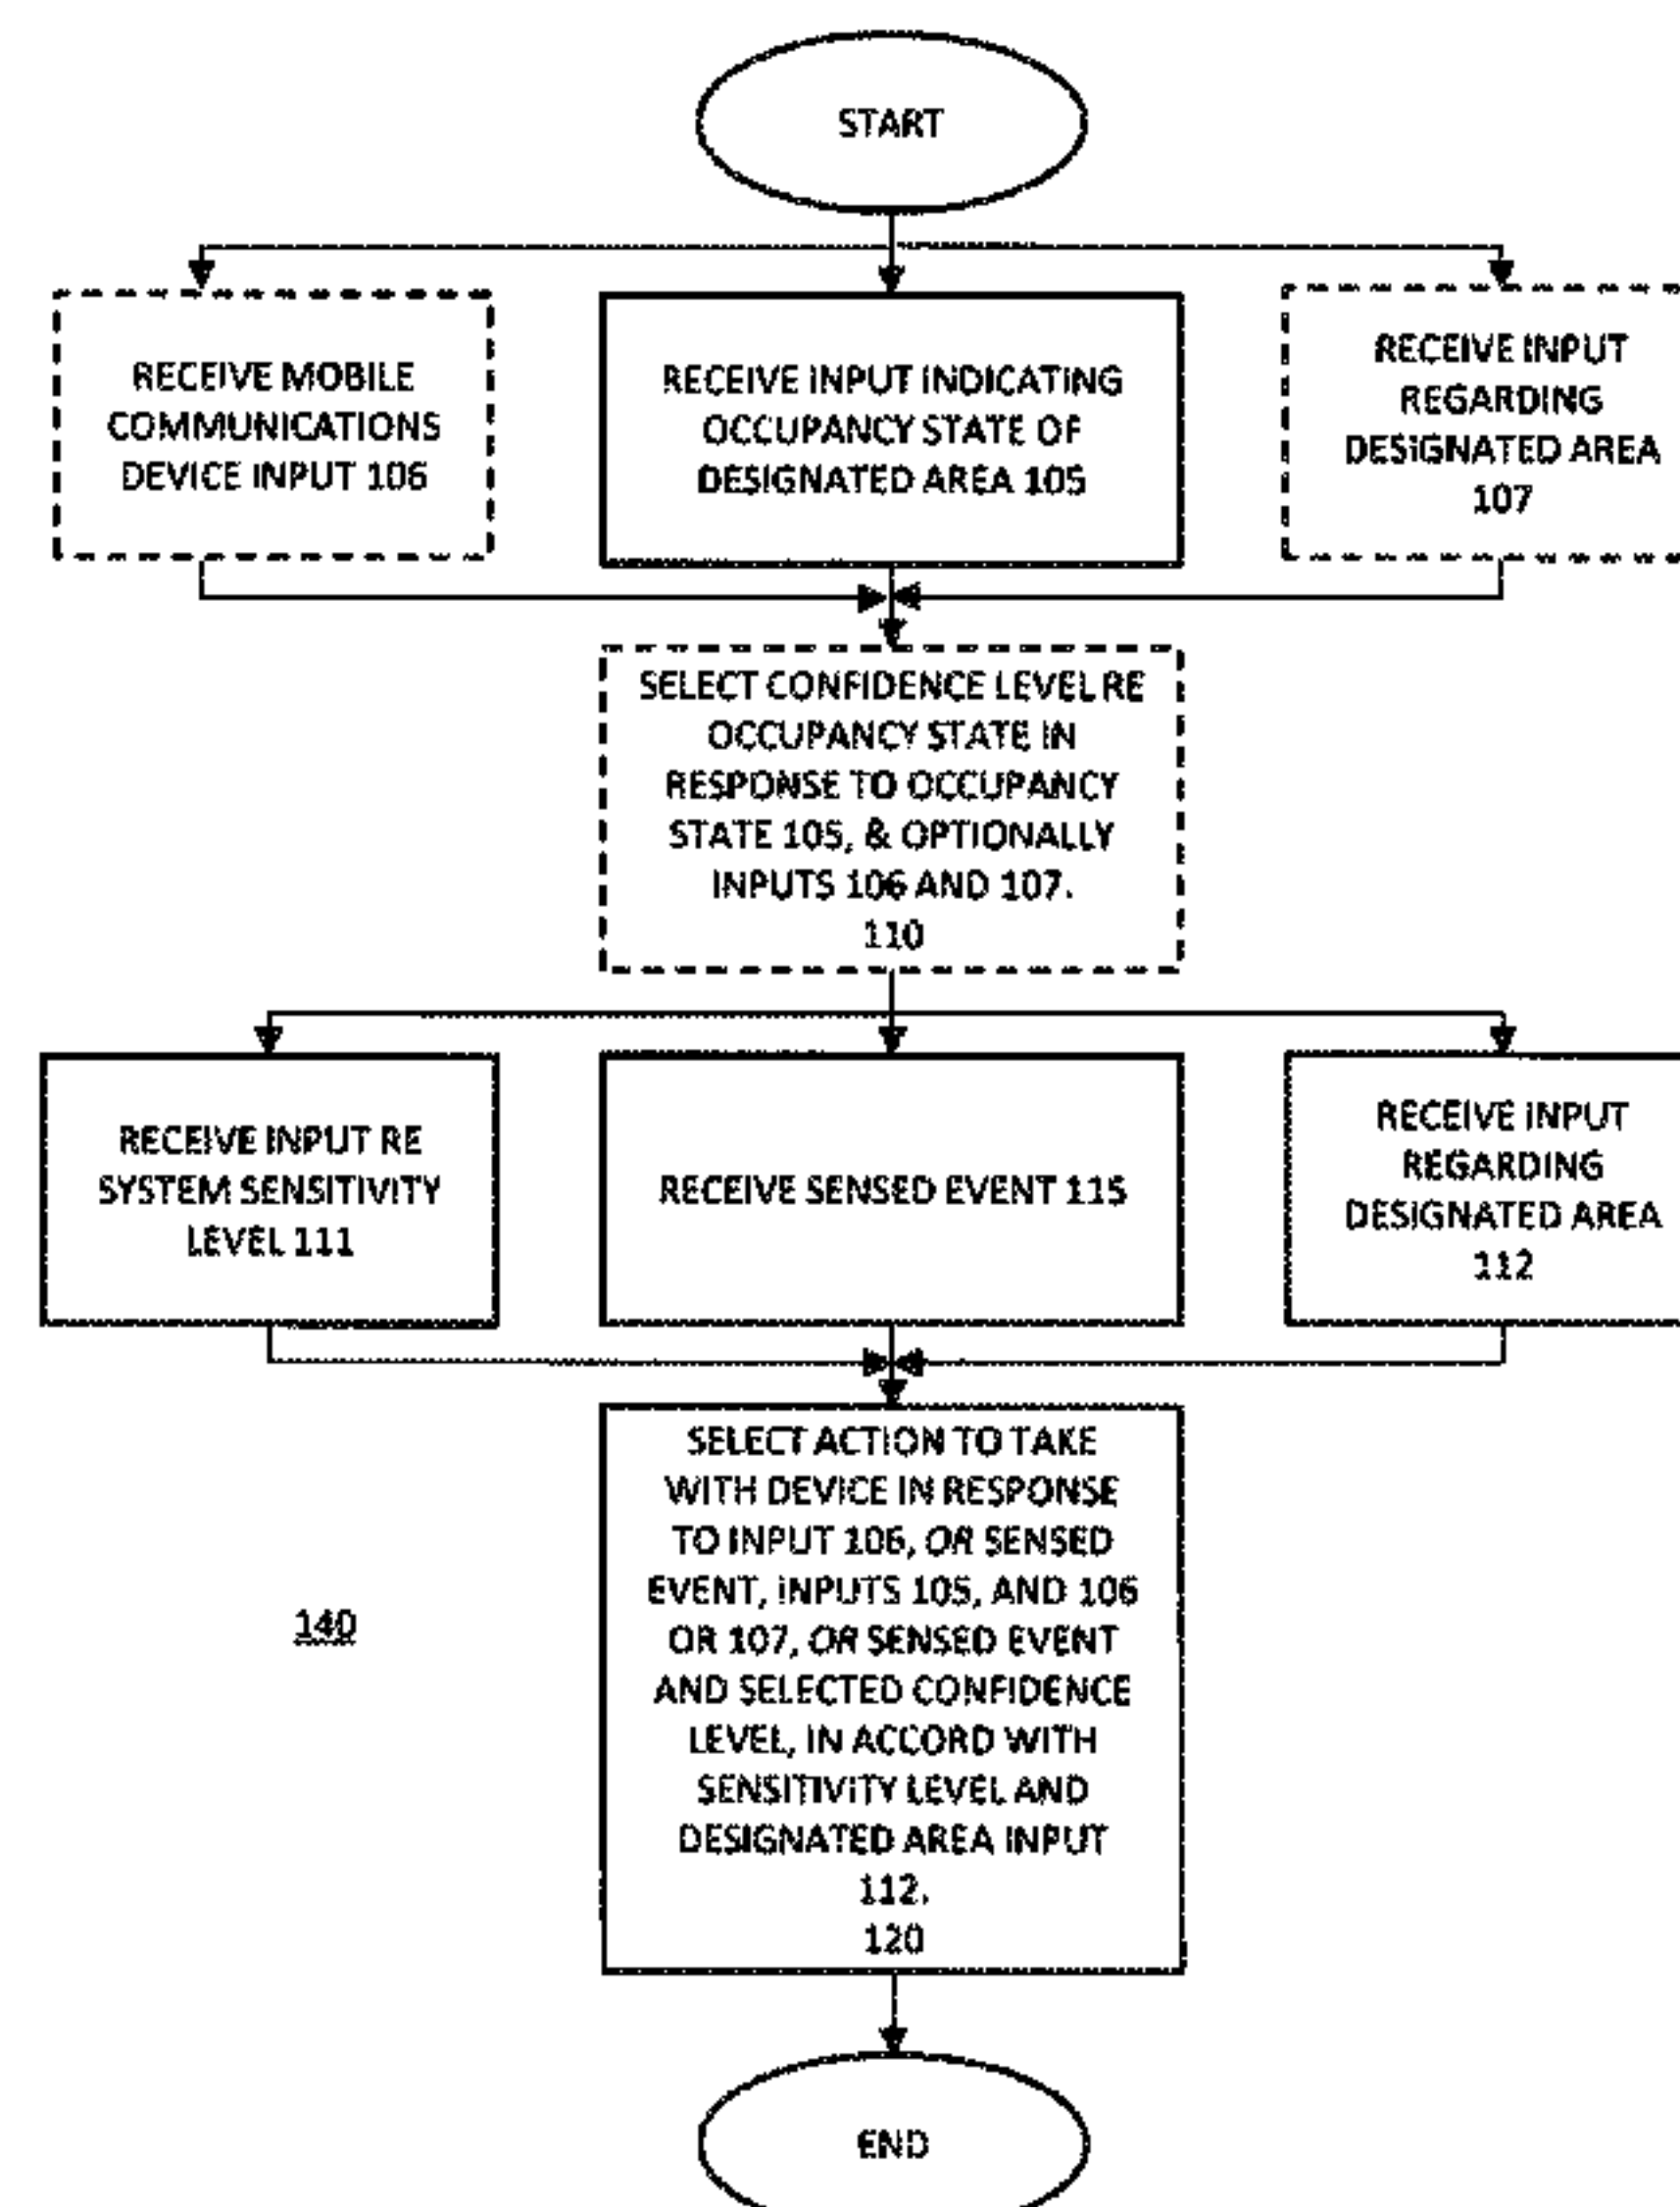 START
RECEIVE MOBILE
COMMUNICATIONS
DEVICE INPUT 106
RECEIVE INPUT INDICATING
OCCUPANCY STATE OF
DESIGNATED AREA 105
RECEIVE INPUT
REGARDING
DESIGNATED AREA
107
SELECT CONFIDENCE LEVEL RE
OCCUPANCY STATE IN
RESPONSE TO OCCUPANCY
STATE 105, & OPTIONALLY
INPUTS 106 AND 107.
110
RECEIVE INPUT RE
SYSTEM SENSITIVITY
LEVEL 111
RECEIVE SENSED EVENT 115
RECEIVE INPUT
REGARDING
DESIGNATED AREA
112
SELECT ACTION TO TAKE
WITH DEVICE IN RESPONSE
TO INPUT 106, OR SENSED
EVENT, INPUTS 105, AND 106
OR 107, OR SENSED EVENT
AND SELECTED CONFIDENCE
LEVEL, IN ACCORD WITH
SENSITIVITY LEVEL AND
DESIGNATED AREA INPUT
112.
120
140
END